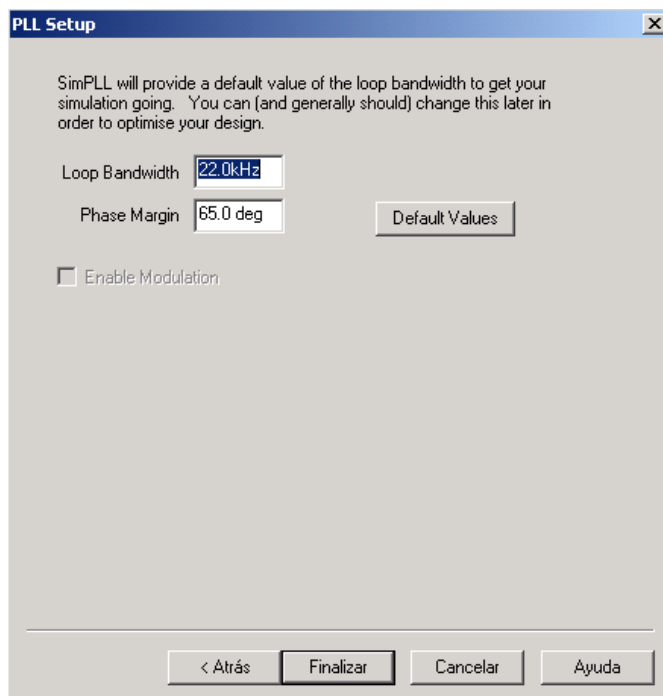 PLL Setup
SimPLL will provide a default value of the loop bandwidth to get your
simulation going. You can (and generally should) change this later in
order to optimise your design.
Loop Bandwidth 22.0kHz
Phase Margin 65.0 deg Default Values
Enable Modulation
< Atrás Finalizar Cancelar Ayuda